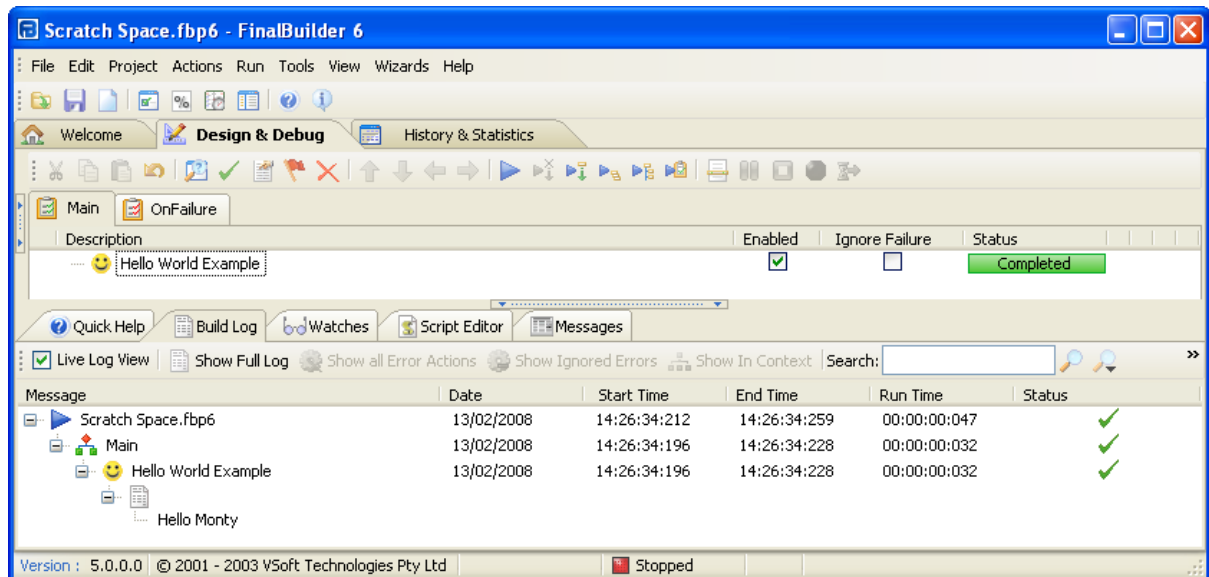 Scratch Space.fbp6 - FinalBuilder 6
File Edit Project Actions Run Tools View Wizards Help
Welcome Design & Debug History & Statistics
Main OnFailure
Description Enabled Ignore Failure Status
Hello World Example Completed
Quick Help Build Log Watches Script Editor Messages
Live Log View Show Full Log Show all Error Actions Show Ignored Errors Show In Context Search: »
Message Date Start Time End Time Run Time Status
Scratch Space.fbp6 13/02/2008 14:26:34:212 14:26:34:259 00:00:00:047
Main 13/02/2008 14:26:34:196 14:26:34:228 00:00:00:032
Hello World Example 13/02/2008 14:26:34:196 14:26:34:228 00:00:00:032
Hello Monty
Version : 5.0.0.0 © 2001 - 2003 VSoft Technologies Pty Ltd Stopped